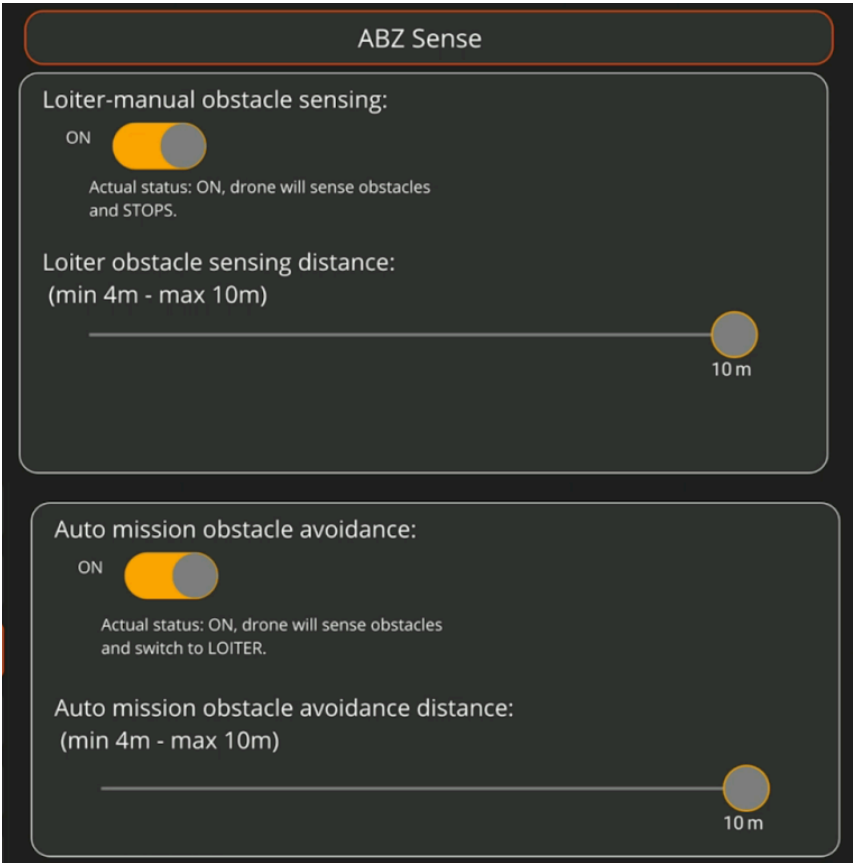 ABZ Sense
Loiter-manual obstacle sensing:
ON
Actual status: ON, drone will sense obstacles
and STOPS.
Loiter obstacle sensing distance:
(min 4m - max 10m)
10 m
Auto mission obstacle avoidance:
ON
Actual status: ON, drone will sense obstacles
and switch to LOITER.
Auto mission obstacle avoidance distance:
(min 4m - max 10m)
10 m